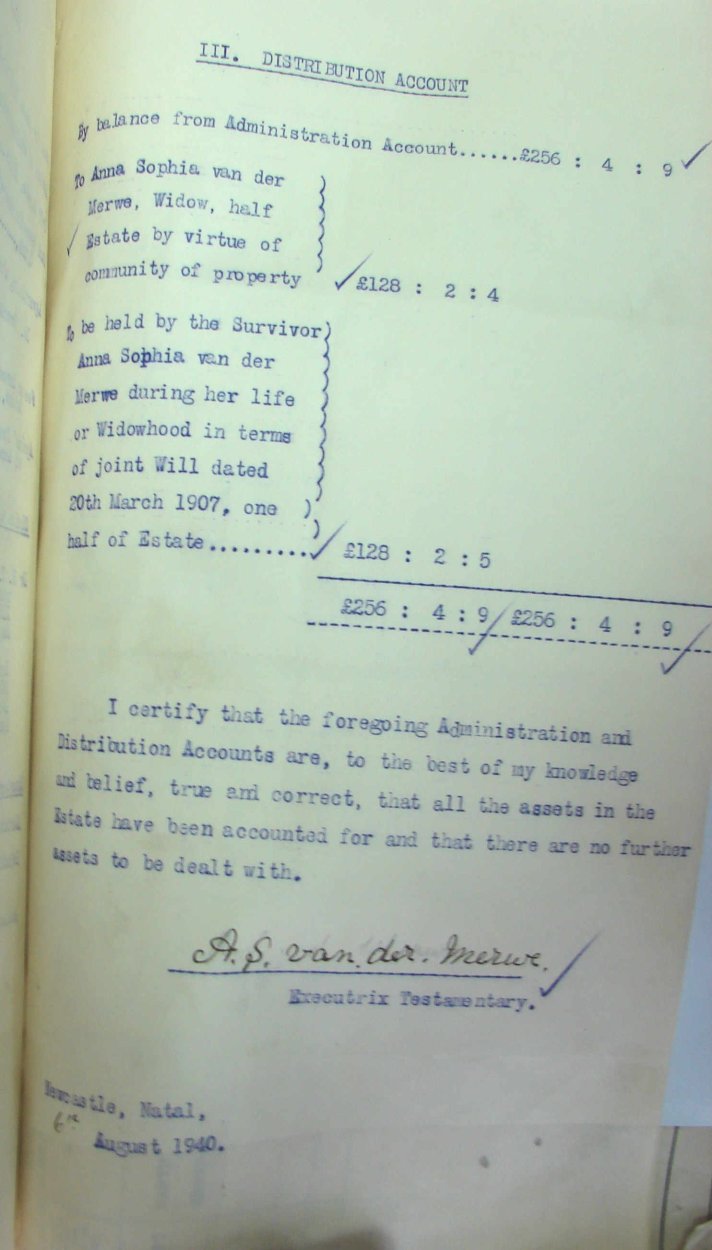 III. DISTRIBUTION ACCOUNT
By balance from Administration Account......£256 : 4 : 9
To Anna Sophia van der )
Merwe, Widow, half )
Estate by virtue of )
community of property £128 : 2 : 4
To be held by the Survivor)
Anna Sophia van der )
Merwe during her life )
or Widowhood in terms )
of joint Will dated )
20th March 1907, one )
half of Estate.......... £128 : 2 : 5
£256 : 4 : 9 £256 : 4 : 9
I certify that the foregoing Administration and
Distribution Accounts are, to the best of my knowledge
and belief, true and correct, that all the assets in the
Estate have been accounted for and that there are no further
assets to be dealt with.
A. S. van der Merwe.
Executrix Testamentary.
Newcastle, Natal,
6th
August 1940.